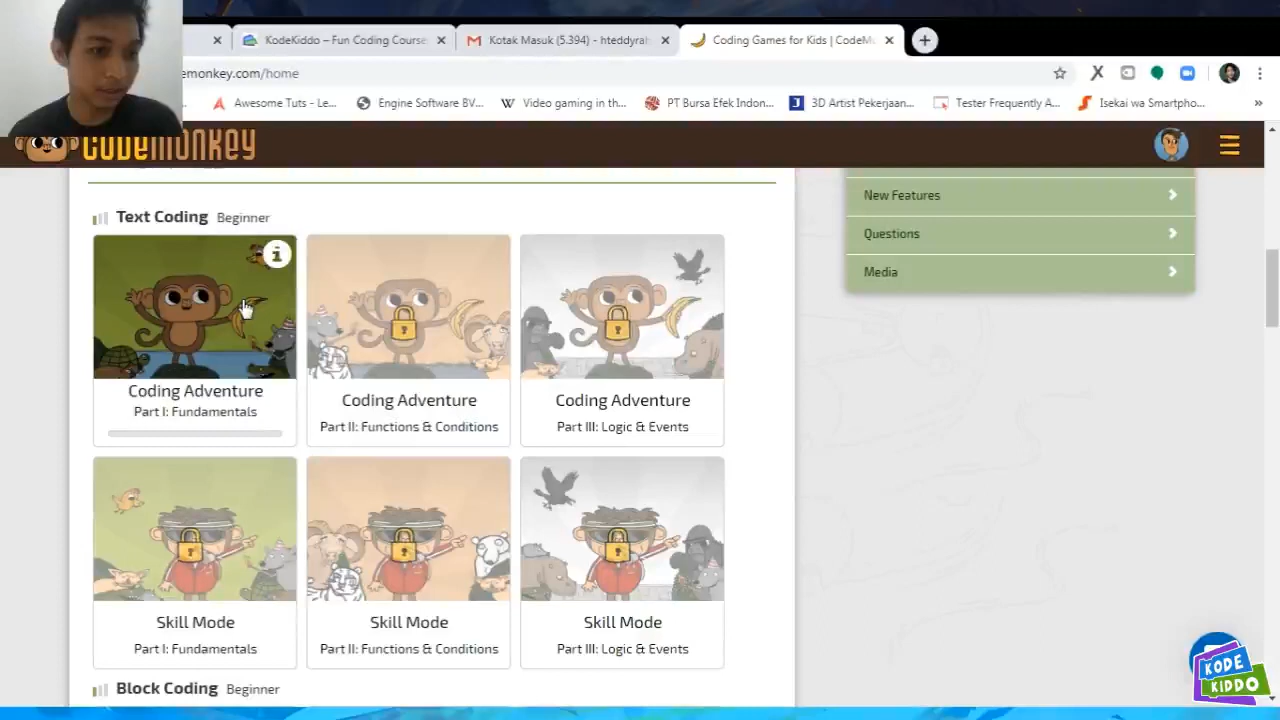 KodeKiddo – Fun Coding Course
Kotak Masuk (5.394) - hteddyrah
Coding Games for Kids | CodeMo
emonkey.com/home
Awesome Tuts - Le...
Engine Software BV...
Video gaming in th...
PT Bursa Efek Indon...
3D Artist Pekerjaan...
Tester Frequently A...
Isekai wa Smartpho...
CODEMONKEY
New Features
Questions
Media
Text Coding Beginner
Coding Adventure
Part I: Fundamentals
Coding Adventure
Part II: Functions & Conditions
Coding Adventure
Part III: Logic & Events
Skill Mode
Part I: Fundamentals
Skill Mode
Part II: Functions & Conditions
Skill Mode
Part III: Logic & Events
Block Coding Beginner
KODE
KIDDO